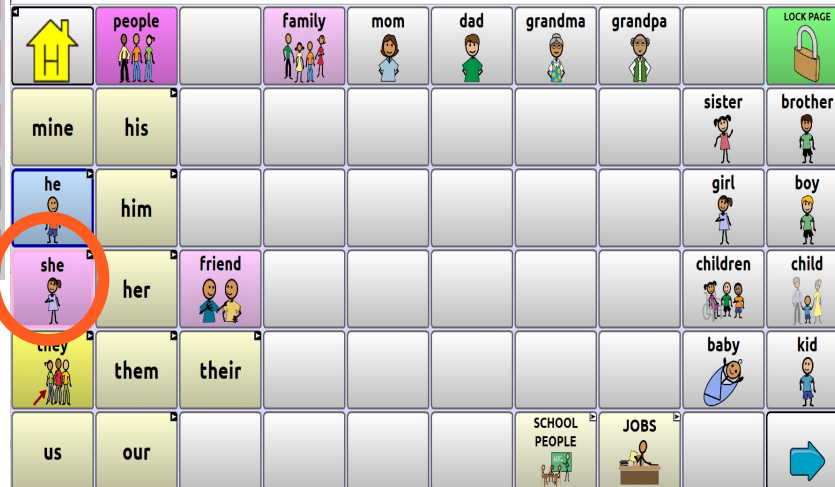 H people family mom dad grandma grandpa LOCK PAGE
mine his sister brother
he him girl boy
she her friend children child
they them their baby kid
us our SCHOOL PEOPLE JOBS